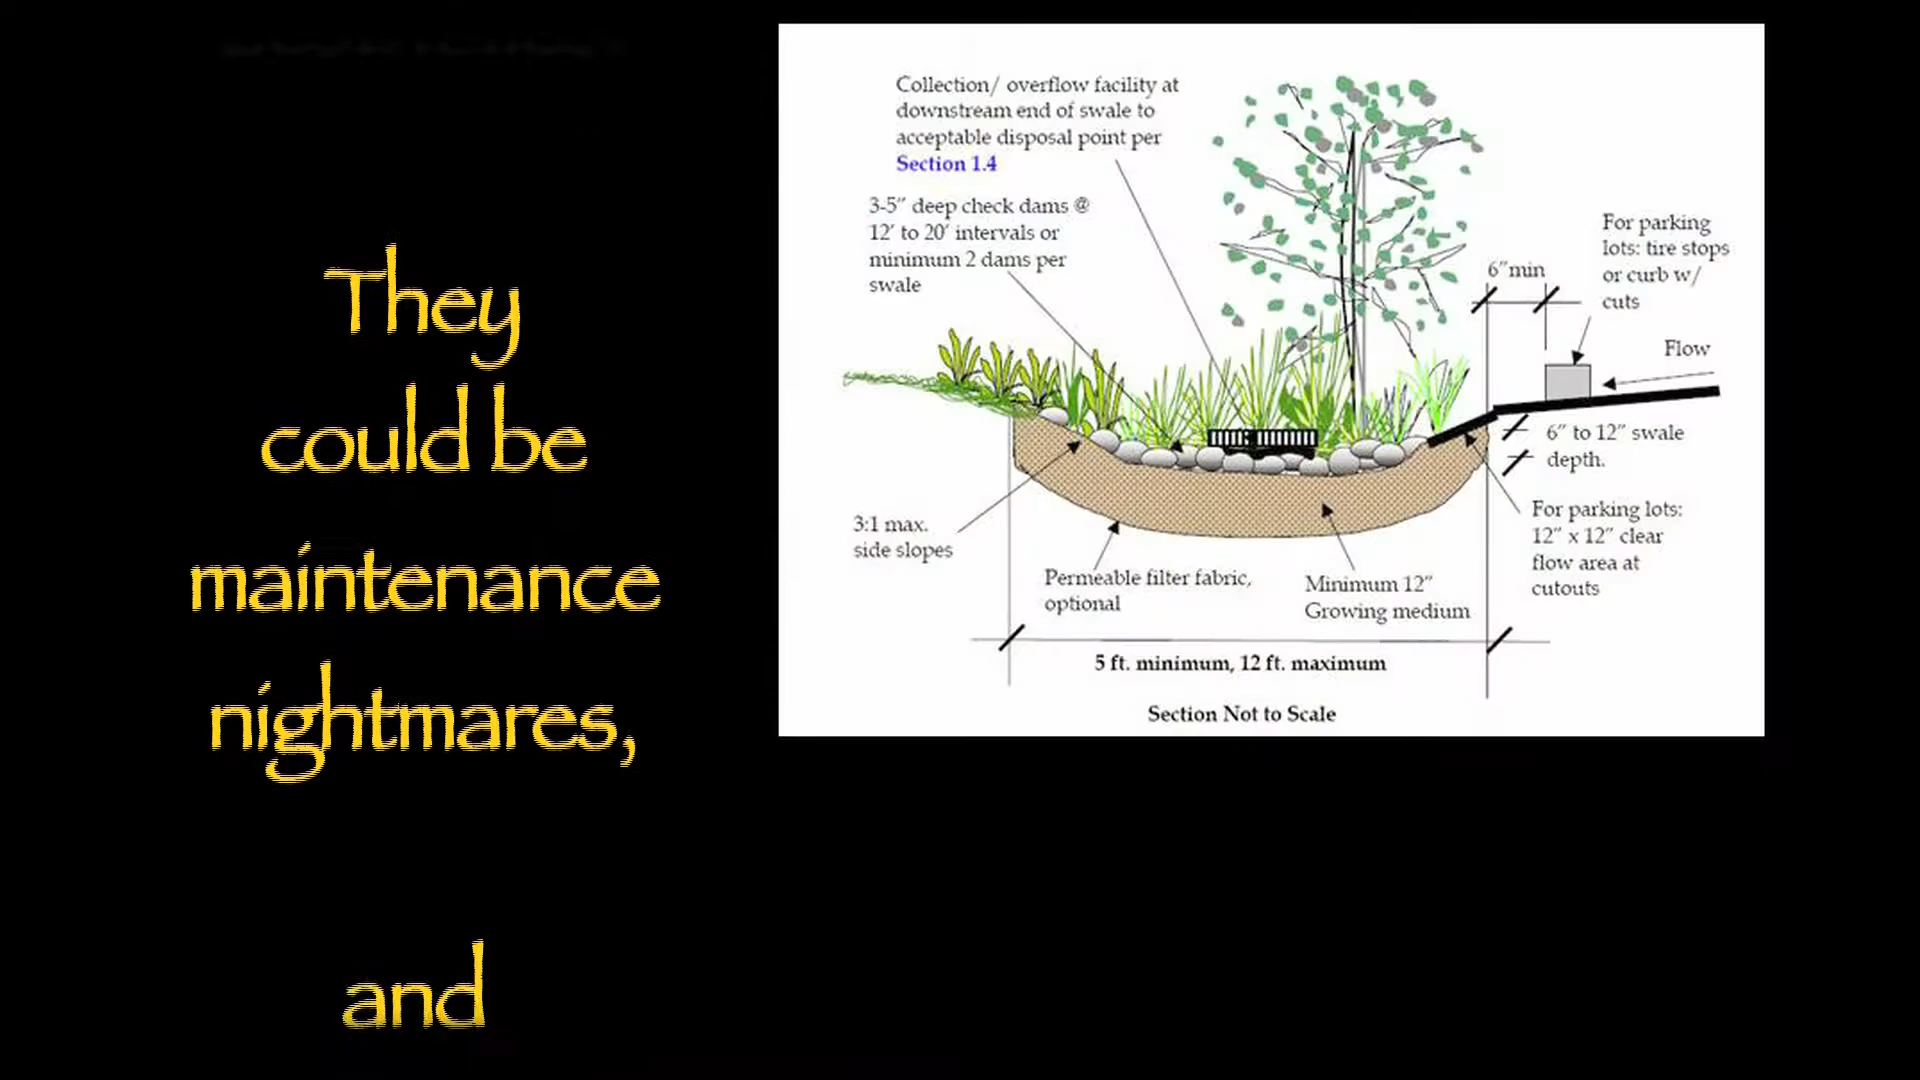 They
could be
maintenance
nightmares,
and
Collection/ overflow facility at
downstream end of swale to
acceptable disposal point per
Section 1.4
3-5" deep check dams @
12' to 20' intervals or
minimum 2 dams per
swale
For parking
lots: tire stops
or curb w/
cuts
6"min
Flow
6" to 12" swale
depth.
3:1 max.
side slopes
For parking lots:
12" x 12" clear
flow area at
cutouts
Permeable filter fabric,
optional
Minimum 12"
Growing medium
5 ft. minimum, 12 ft. maximum
Section Not to Scale